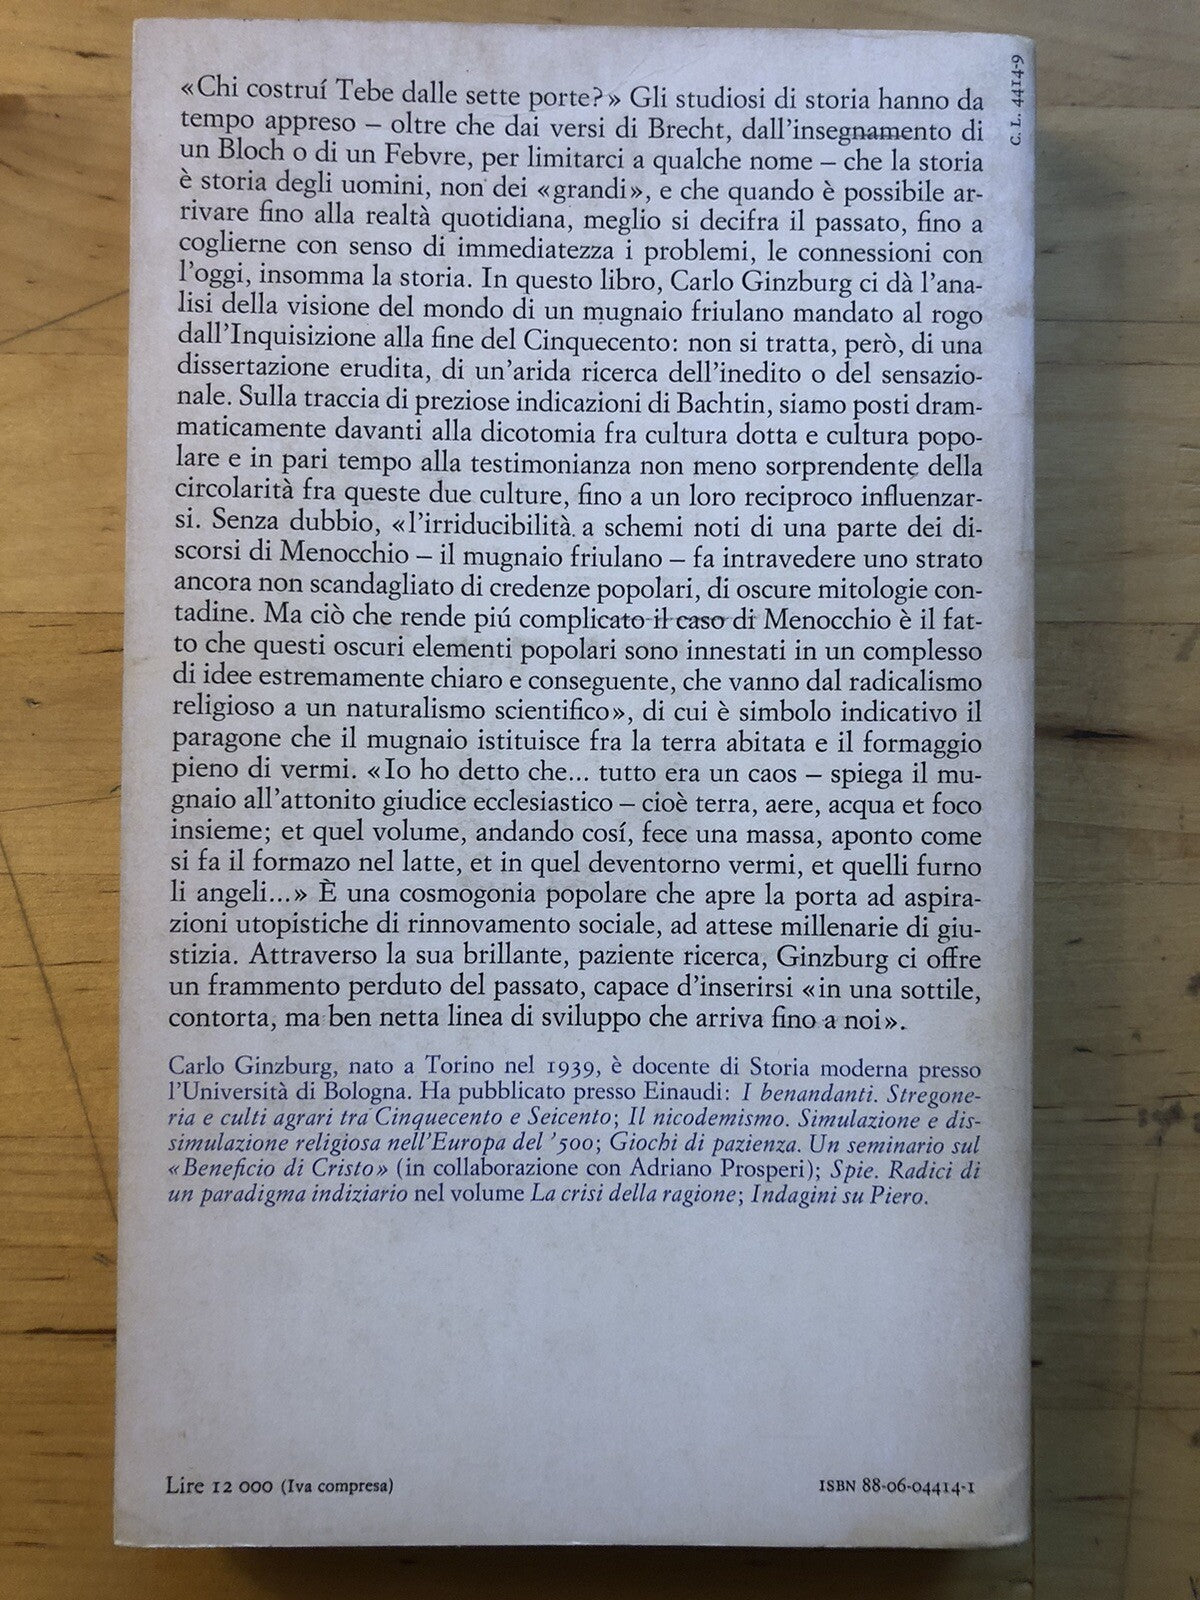 «Chi costruí Tebe dalle sette porte?» Gli studiosi di storia hanno da
tempo appreso – oltre che dai versi di Brecht, dall'insegnamento di
un Bloch o di un Febvre, per limitarci a qualche nome – che la storia
è storia degli uomini, non dei «grandi», e che quando è possibile ar-
rivare fino alla realtà quotidiana, meglio si decifra il passato, fino a
coglierne con senso di immediatezza i problemi, le connessioni con
l'oggi, insomma la storia. In questo libro, Carlo Ginzburg ci dà l'ana-
lisi della visione del mondo di un mugnaio friulano mandato al rogo
dall'Inquisizione alla fine del Cinquecento: non si tratta, però, di una
dissertazione erudita, di un'arida ricerca dell'inedito o del sensazio-
nale. Sulla traccia di preziose indicazioni di Bachtin, siamo posti dram-
maticamente davanti alla dicotomia fra cultura dotta e cultura popo-
lare e in pari tempo alla testimonianza non meno sorprendente della
circolarità fra queste due culture, fino a un loro reciproco influenzar-
si. Senza dubbio, «l'irriducibilità a schemi noti di una parte dei di-
scorsi di Menocchio – il mugnaio friulano – fa intravedere uno strato
ancora non scandagliato di credenze popolari, di oscure mitologie con-
tadine. Ma ciò che rende piú complicato il caso di Menocchio è il fat-
to che questi oscuri elementi popolari sono innestati in un complesso
di idee estremamente chiaro e conseguente, che vanno dal radicalismo
religioso a un naturalismo scientifico», di cui è simbolo indicativo il
paragone che il mugnaio istituisce fra la terra abitata e il formaggio
pieno di vermi. «Io ho detto che... tutto era un caos – spiega il mu-
gnaio all'attonito giudice ecclesiastico – cioè terra, aere, acqua et foco
insieme; et quel volume, andando cosí, fece una massa, aponto come
si fa il formazo nel latte, et in quel deventorno vermi, et quelli furno
li angeli...» È una cosmogonia popolare che apre la porta ad aspira-
zioni utopistiche di rinnovamento sociale, ad attese millenarie di giu-
stizia. Attraverso la sua brillante, paziente ricerca, Ginzburg ci offre
un frammento perduto del passato, capace d'inserirsi «in una sottile,
contorta, ma ben netta linea di sviluppo che arriva fino a noi».
Carlo Ginzburg, nato a Torino nel 1939, è docente di Storia moderna presso
l'Università di Bologna. Ha pubblicato presso Einaudi: I benandanti. Stregone-
ria e culti agrari tra Cinquecento e Seicento; Il nicodemismo. Simulazione e dis-
simulazione religiosa nell'Europa del '500; Giochi di pazienza. Un seminario sul
«Beneficio di Cristo» (in collaborazione con Adriano Prosperi); Spie. Radici di
un paradigma indiziario nel volume La crisi della ragione; Indagini su Piero.
Lire 12 000 (Iva compresa)
ISBN 88-06-04414-1
C. L. 4414-9